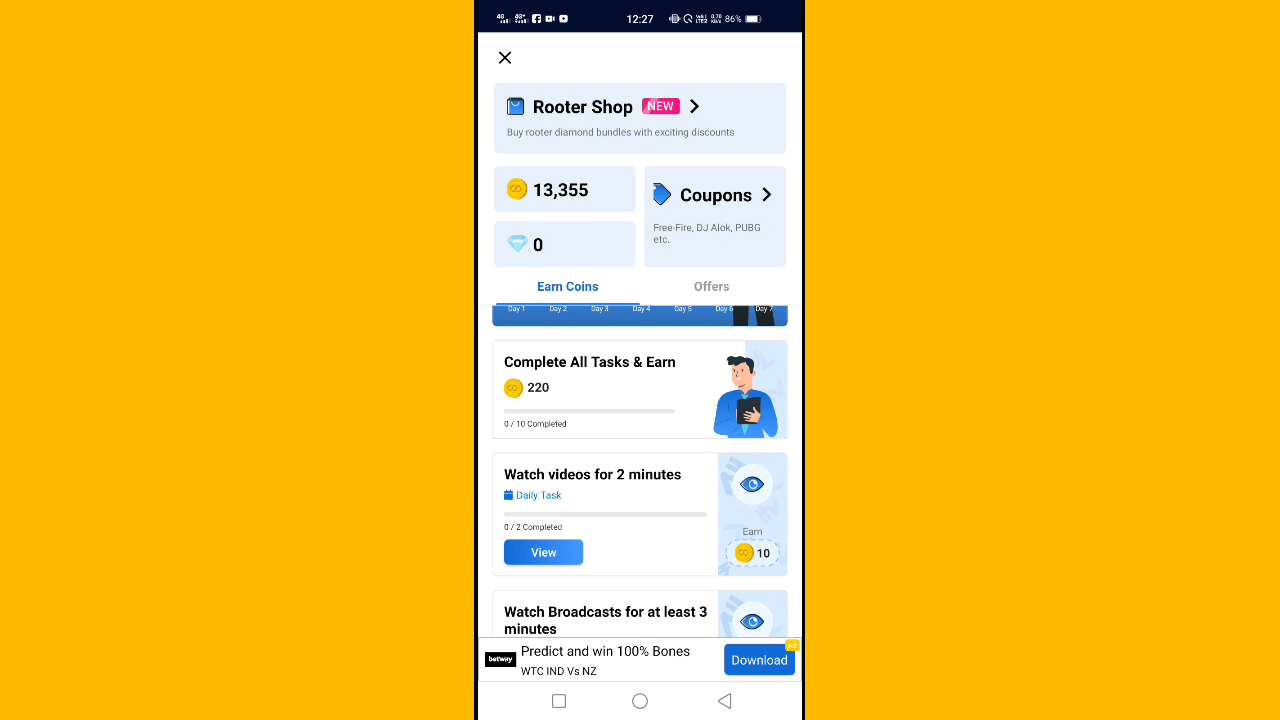 4G 4G+ 12:27 86%
Rooter Shop NEW
Buy rooter diamond bundles with exciting discounts
13,355
Coupons
Free-Fire, DJ Alok, PUBG
etc.
0
Earn Coins Offers
Day 1 Day 2 Day 3 Day 4 Day 5 Day 6 Day 7
Complete All Tasks & Earn
220
0 / 10 Completed
Watch videos for 2 minutes
Daily Task
0 / 2 Completed
View
Earn
10
Watch Broadcasts for at least 3
minutes
betway
Predict and win 100% Bones
WTC IND Vs NZ
Download
Ad